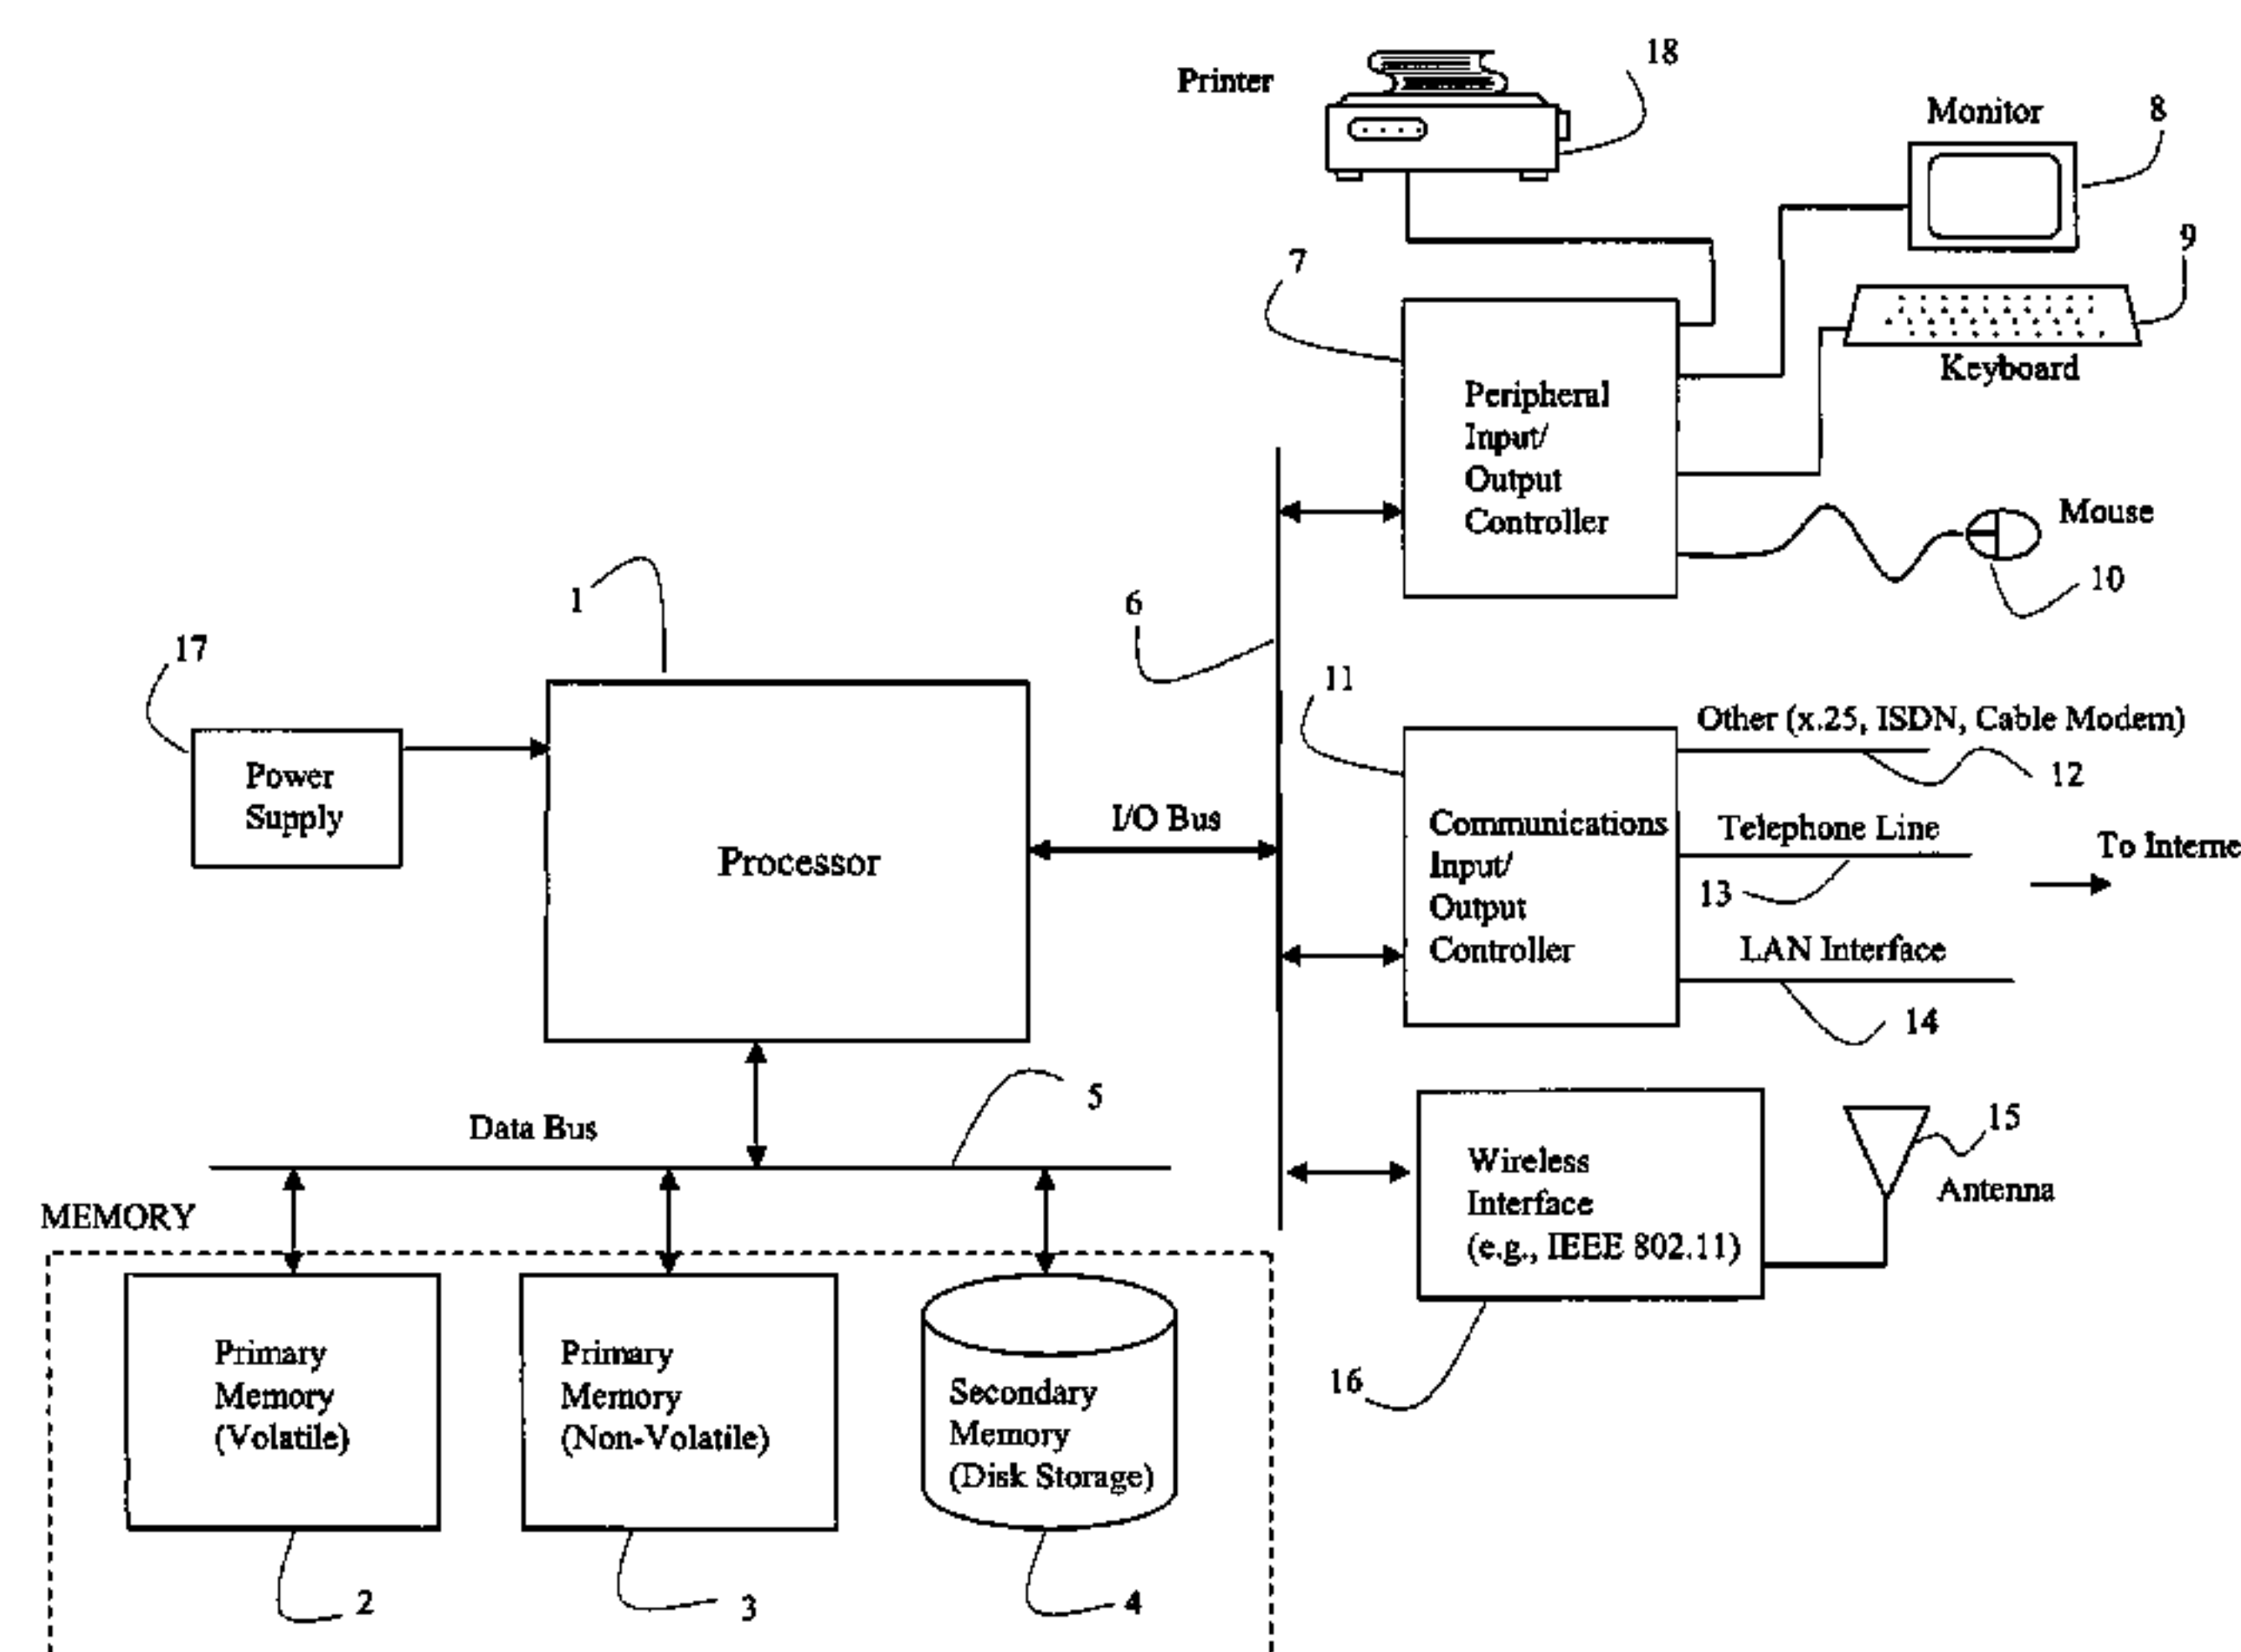 Printer
18
Monitor
8
9
Keyboard
7
Peripheral
Input/
Output
Controller
Mouse
10
1
6
17
Power
Supply
Processor
I/O Bus
11
Communications
Input/
Output
Controller
Other (x.25, ISDN, Cable Modem)
12
Telephone Line
13
To Interne
LAN Interface
14
5
Data Bus
Wireless
Interface
(e.g., IEEE 802.11)
15
Antenna
16
MEMORY
Primary
Memory
(Volatile)
2
Primary
Memory
(Non-Volatile)
3
Secondary
Memory
(Disk Storage)
4